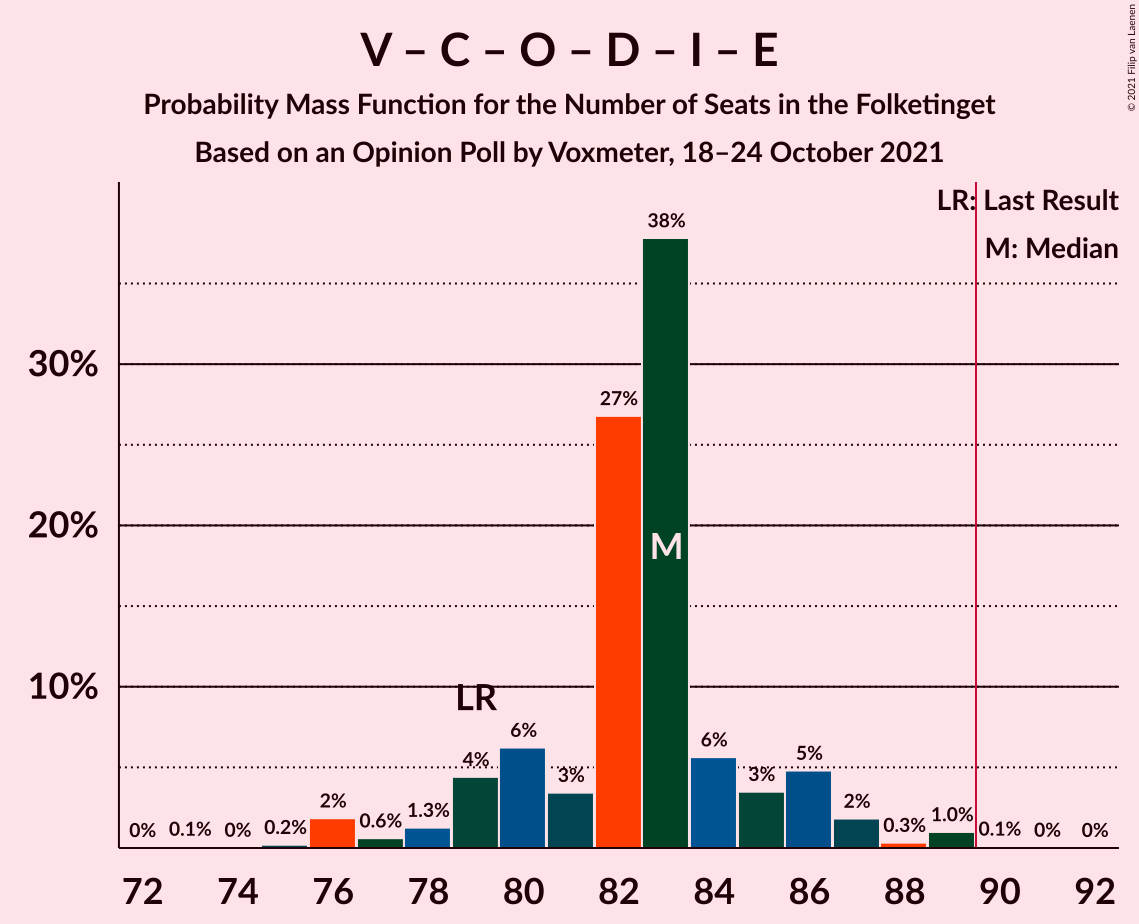 V – C – O – D – I – E
Probability Mass Function for the Number of Seats in the Folketinget
Based on an Opinion Poll by Voxmeter, 18–24 October 2021
© 2021 Filip van Laenen
LR: Last Result
M: Median
38%
30%
27%
20%
M
10%
LR
6%
6%
5%
4%
3%
3%
2%
2%
1.3%
1.0%
0.6%
0.3%
0.2%
0%
0.1%
0%
0.1%
0%
0%
72 74 76 78 80 82 84 86 88 90 92